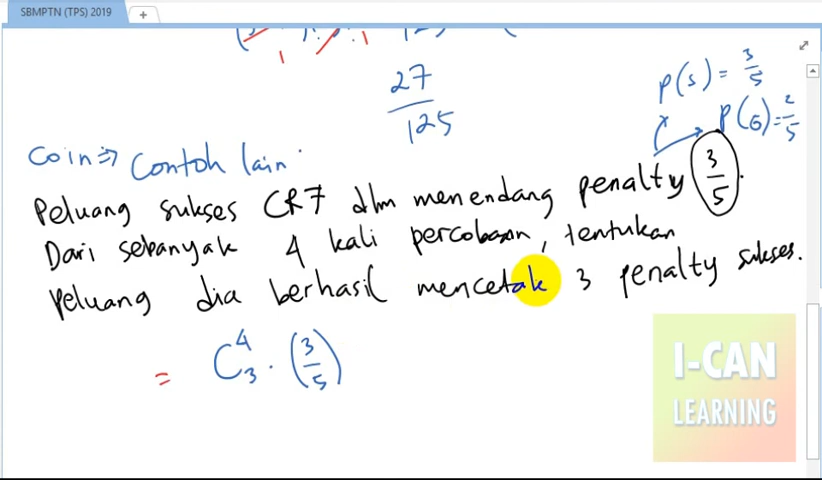 SBMPTN (TPS) 2019
27
125
P(S) = 3/5
P(G) = 2/5
Coin ⇒ Contoh lain.
Peluang sukses CR7 dlm menendang penalty 3/5.
Dari sebanyak 4 kali percobaan, tentukan
peluang dia berhasil mencetak 3 penalty sukses.
= C⁴₃ · (3/5)
I-CAN
LEARNING